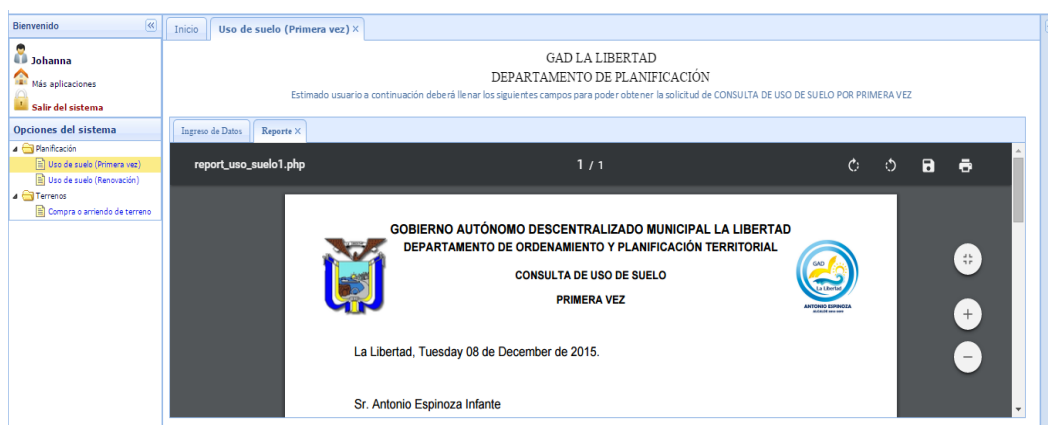 Bienvenido
Johanna
Más aplicaciones
Salir del sistema
Opciones del sistema
Planificación
Uso de suelo (Primera vez)
Uso de suelo (Renovación)
Terrenos
Compra o arriendo de terreno
Inicio
Uso de suelo (Primera vez)
GAD LA LIBERTAD
DEPARTAMENTO DE PLANIFICACIÓN
Estimado usuario a continuación deberá llenar los siguientes campos para poder obtener la solicitud de CONSULTA DE USO DE SUELO POR PRIMERA VEZ
Ingreso de Datos
Reporte
report_uso_suelo1.php
1 / 1
GOBIERNO AUTÓNOMO DESCENTRALIZADO MUNICIPAL LA LIBERTAD
DEPARTAMENTO DE ORDENAMIENTO Y PLANIFICACIÓN TERRITORIAL
CONSULTA DE USO DE SUELO
PRIMERA VEZ
GAD
La Libertad
ANTONIO ESPINOZA
La Libertad, Tuesday 08 de December de 2015.
Sr. Antonio Espinoza Infante